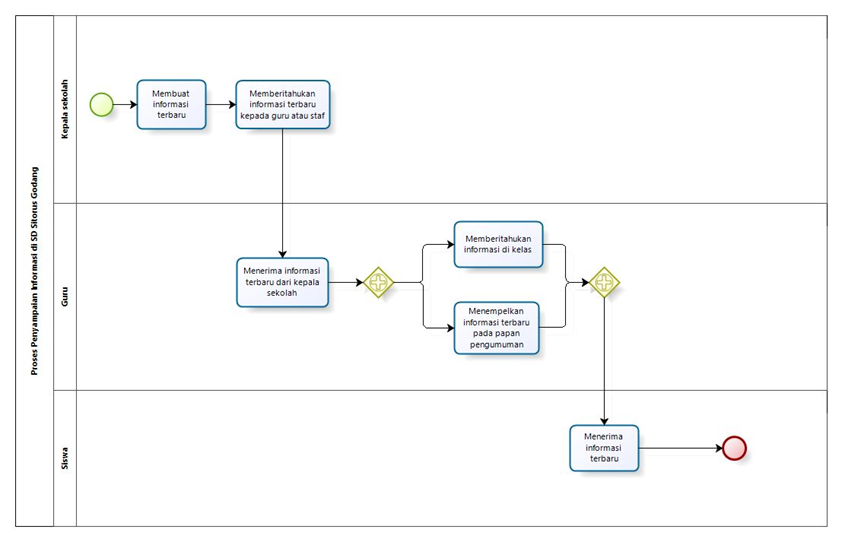 Proses Penyampaian Informasi di SD Sitorus Godang
Kepala sekolah
Membuat
informasi
terbaru
Memberitahukan
informasi terbaru
kepada guru atau staf
Guru
Menerima informasi
terbaru dari kepala
sekolah
Memberitahukan
informasi di kelas
Menempelkan
informasi terbaru
pada papan
pengumuman
Siswa
Menerima
informasi
terbaru